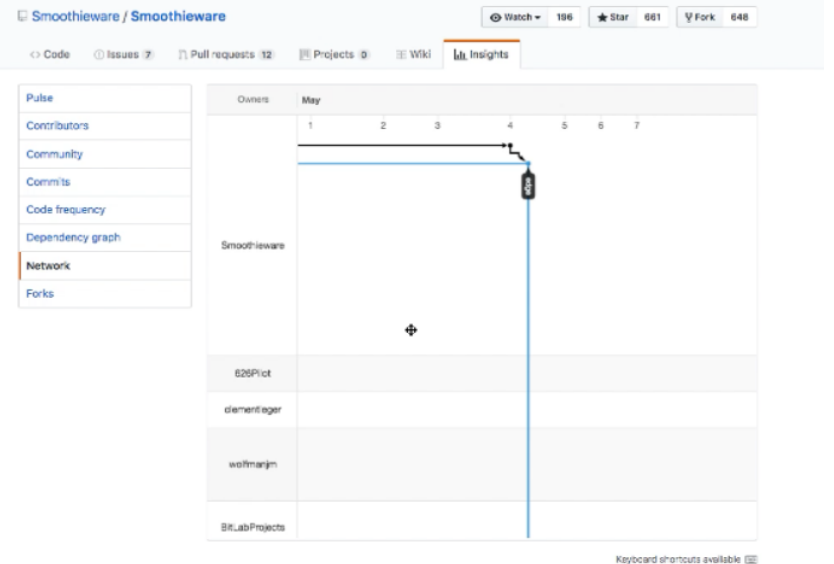 Smoothieware / Smoothieware
Watch 196 Star 661 Fork 648
Code Issues 7 Pull requests 12 Projects 0 Wiki Insights
Pulse
Contributors
Community
Commits
Code frequency
Dependency graph
Network
Forks
Owners May
1 2 3 4 5 6 7
edge
Smoothieware
626Pilot
clementleger
wolfmanjm
BitLabProjects
Keyboard shortcuts available